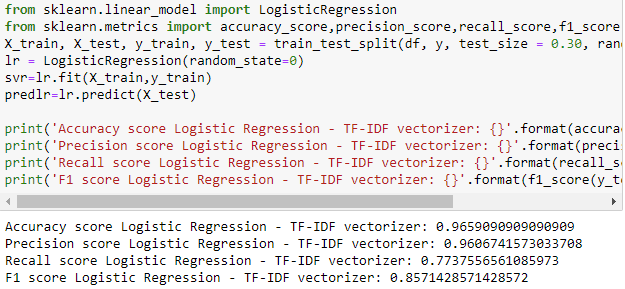 from sklearn.linear_model import LogisticRegression
from sklearn.metrics import accuracy_score,precision_score,recall_score,f1_score
X_train, X_test, y_train, y_test = train_test_split(df, y, test_size = 0.30, ran
lr = LogisticRegression(random_state=0)
svr=lr.fit(X_train,y_train)
predlr=lr.predict(X_test)
print('Accuracy score Logistic Regression - TF-IDF vectorizer: {}'.format(accura
print('Precision score Logistic Regression - TF-IDF vectorizer: {}'.format(preci
print('Recall score Logistic Regression - TF-IDF vectorizer: {}'.format(recall_s
print('F1 score Logistic Regression - TF-IDF vectorizer: {}'.format(f1_score(y_t
Accuracy score Logistic Regression - TF-IDF vectorizer: 0.9659090909090909
Precision score Logistic Regression - TF-IDF vectorizer: 0.9606741573033708
Recall score Logistic Regression - TF-IDF vectorizer: 0.7737556561085973
F1 score Logistic Regression - TF-IDF vectorizer: 0.8571428571428572